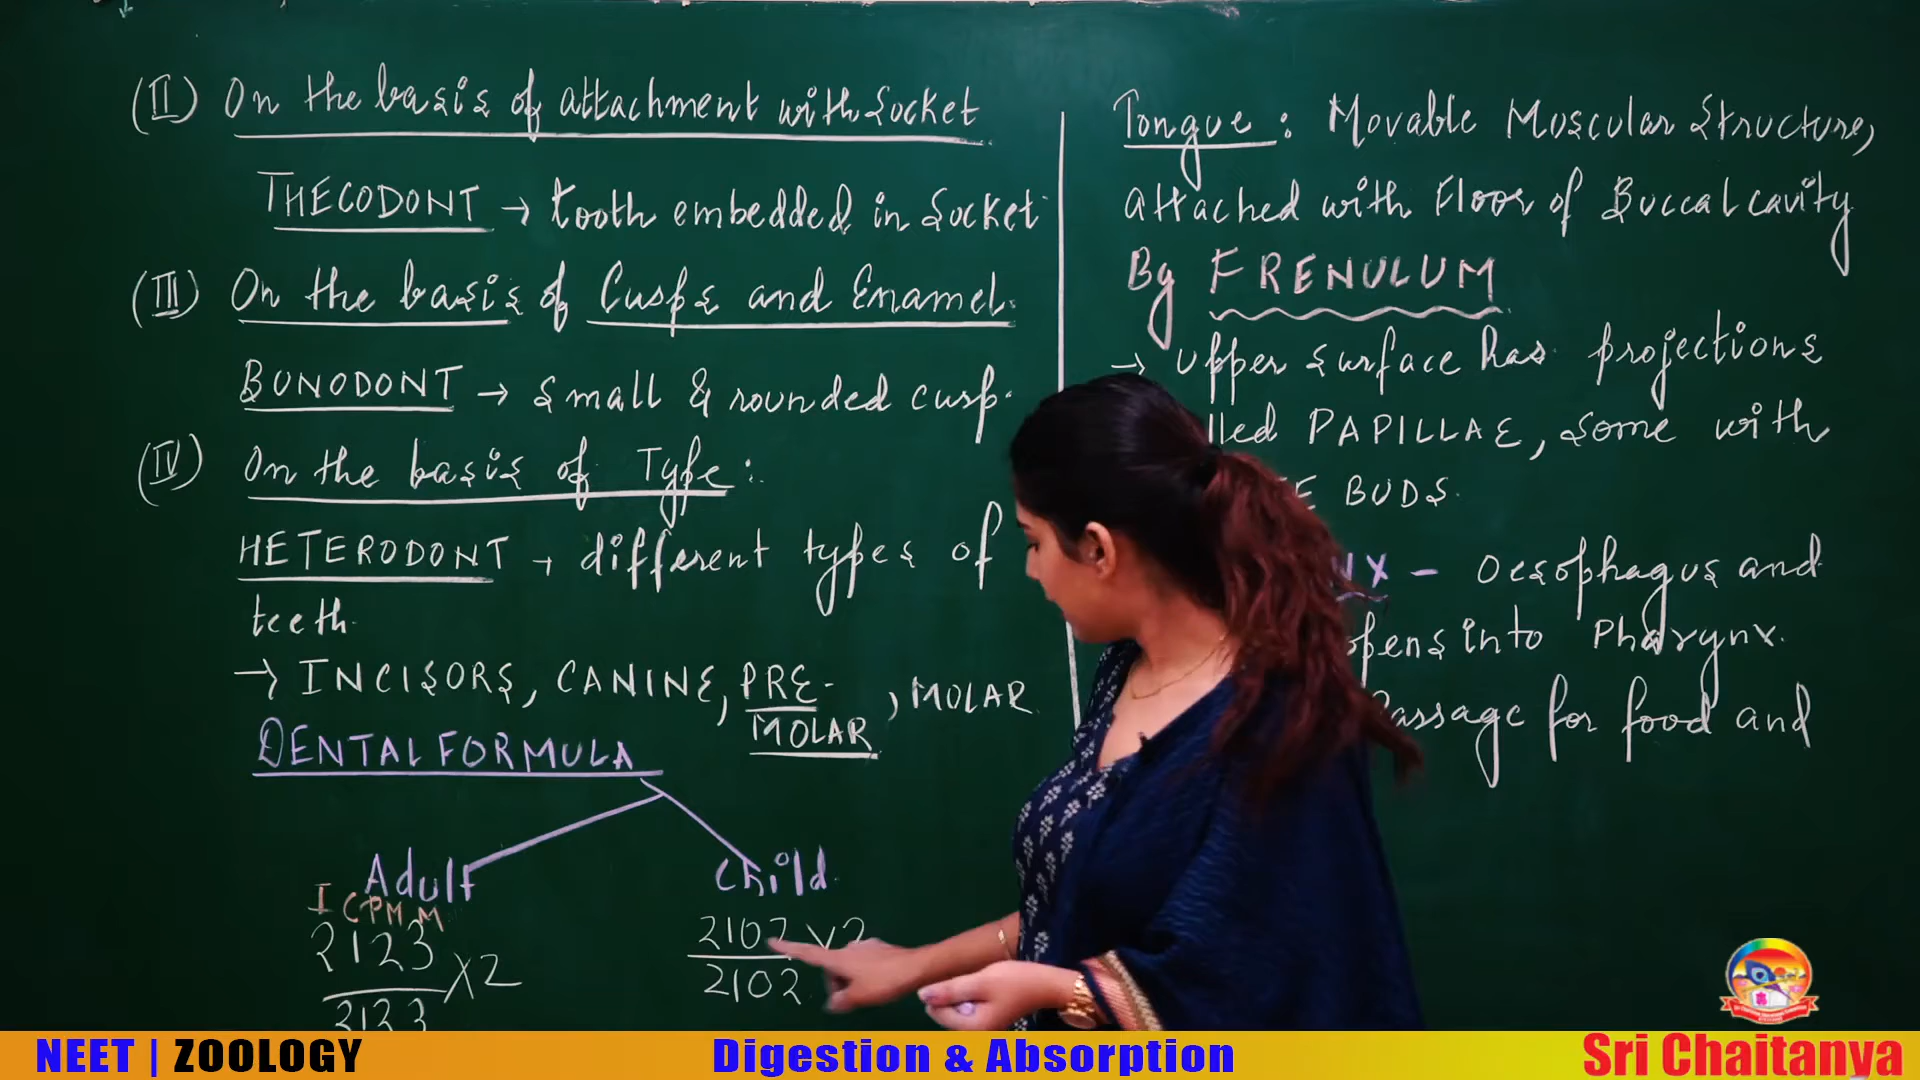 (II) On the basis of attachment with Socket
THECODONT → tooth embedded in Socket
(III) On the basis of Cusps and Enamel.
BUNODONT → small & rounded cusp.
(IV) On the basis of Type:
HETERODONT → different types of
teeth.
→ INCISORS, CANINE, PRE-
MOLAR, MOLAR
DENTAL FORMULA
Adult
I C PM M
2123 X2
2123
Child
2102 X2
2102
Tongue: Movable Muscular Structure,
attached with Floor of Buccal cavity
By FRENULUM
→ Upper surface has projections
lled PAPILLAE, some with
E BUDS.
X - Oesophagus and
opens into Pharynx.
Passage for food and
NEET | ZOOLOGY
Digestion & Absorption
Sri Chaitanya